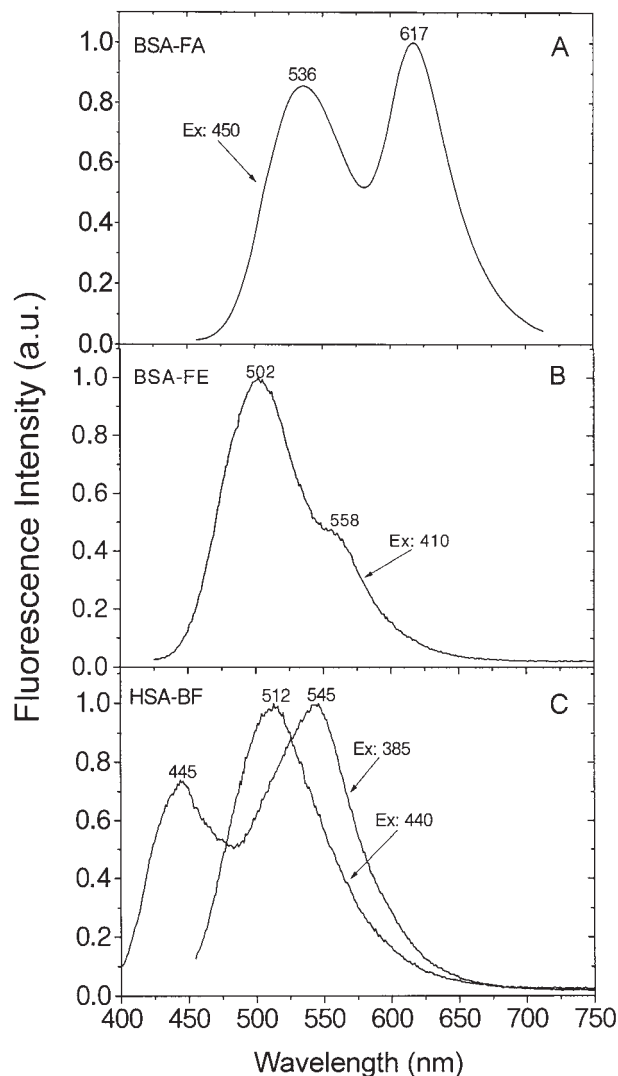 Fluorescence Intensity (a.u.)
BSA-FA
A
536
617
Ex: 450
1.0
0.8
0.6
0.4
0.2
0.0
BSA-FE
B
502
558
Ex: 410
1.0
0.8
0.6
0.4
0.2
0.0
HSA-BF
C
512
545
445
Ex: 385
Ex: 440
1.0
0.8
0.6
0.4
0.2
0.0
400 450 500 550 600 650 700 750
Wavelength (nm)